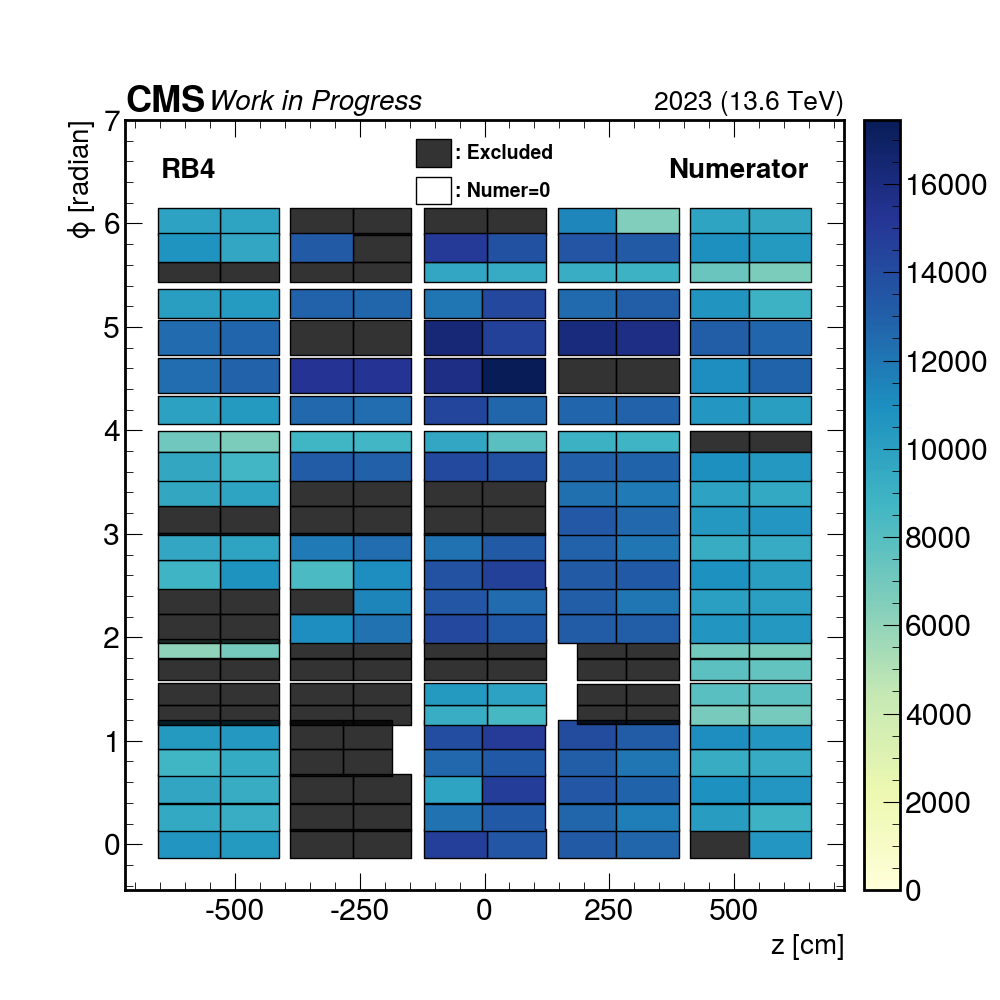 CMS Work in Progress 2023 (13.6 TeV)
RB4 : Excluded Numerator
: Numer=0
ϕ [radian]
7
6
5
4
3
2
1
0
-500 -250 0 250 500
z [cm]
16000
14000
12000
10000
8000
6000
4000
2000
0